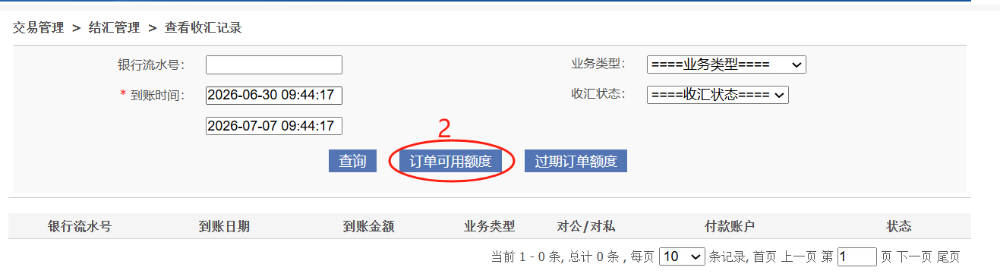 交易管理 > 结汇管理 > 查看收汇记录
银行流水号： 业务类型： ====业务类型====
* 到账时间： 2026-06-30 09:44:17 收汇状态： ====收汇状态====
2026-07-07 09:44:17
2
查询 订单可用额度 过期订单额度
银行流水号 到账日期 到账金额 业务类型 对公/对私 付款账户 状态
当前 1 - 0 条, 总计 0 条 , 每页 10 条记录, 首页 上一页 第 1 页 下一页 尾页